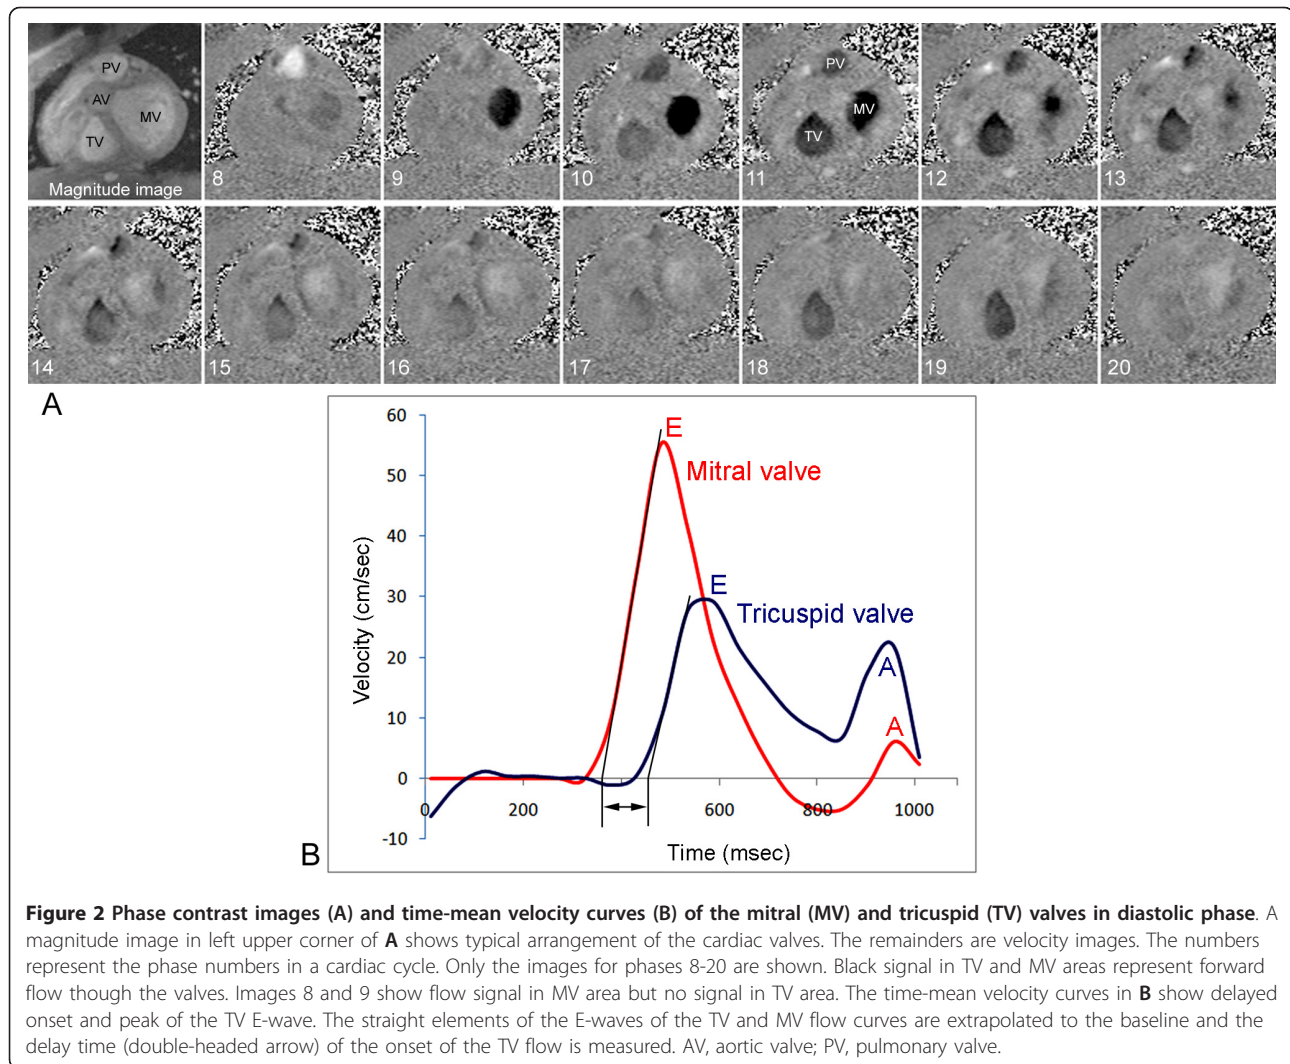 PV
AV
MV
TV
Magnitude image
8
9
10
PV
MV
TV
11
12
13
14
15
16
17
18
19
20
A
60
50
40
30
20
10
0
-10
Velocity (cm/sec)
E
Mitral valve
E
Tricuspid valve
A
A
0
200
600
800
1000
Time (msec)
B
Figure 2 Phase contrast images (A) and time-mean velocity curves (B) of the mitral (MV) and tricuspid (TV) valves in diastolic phase. A
magnitude image in left upper corner of A shows typical arrangement of the cardiac valves. The remainders are velocity images. The numbers
represent the phase numbers in a cardiac cycle. Only the images for phases 8-20 are shown. Black signal in TV and MV areas represent forward
flow though the valves. Images 8 and 9 show flow signal in MV area but no signal in TV area. The time-mean velocity curves in B show delayed
onset and peak of the TV E-wave. The straight elements of the E-waves of the TV and MV flow curves are extrapolated to the baseline and the
delay time (double-headed arrow) of the onset of the TV flow is measured. AV, aortic valve; PV, pulmonary valve.